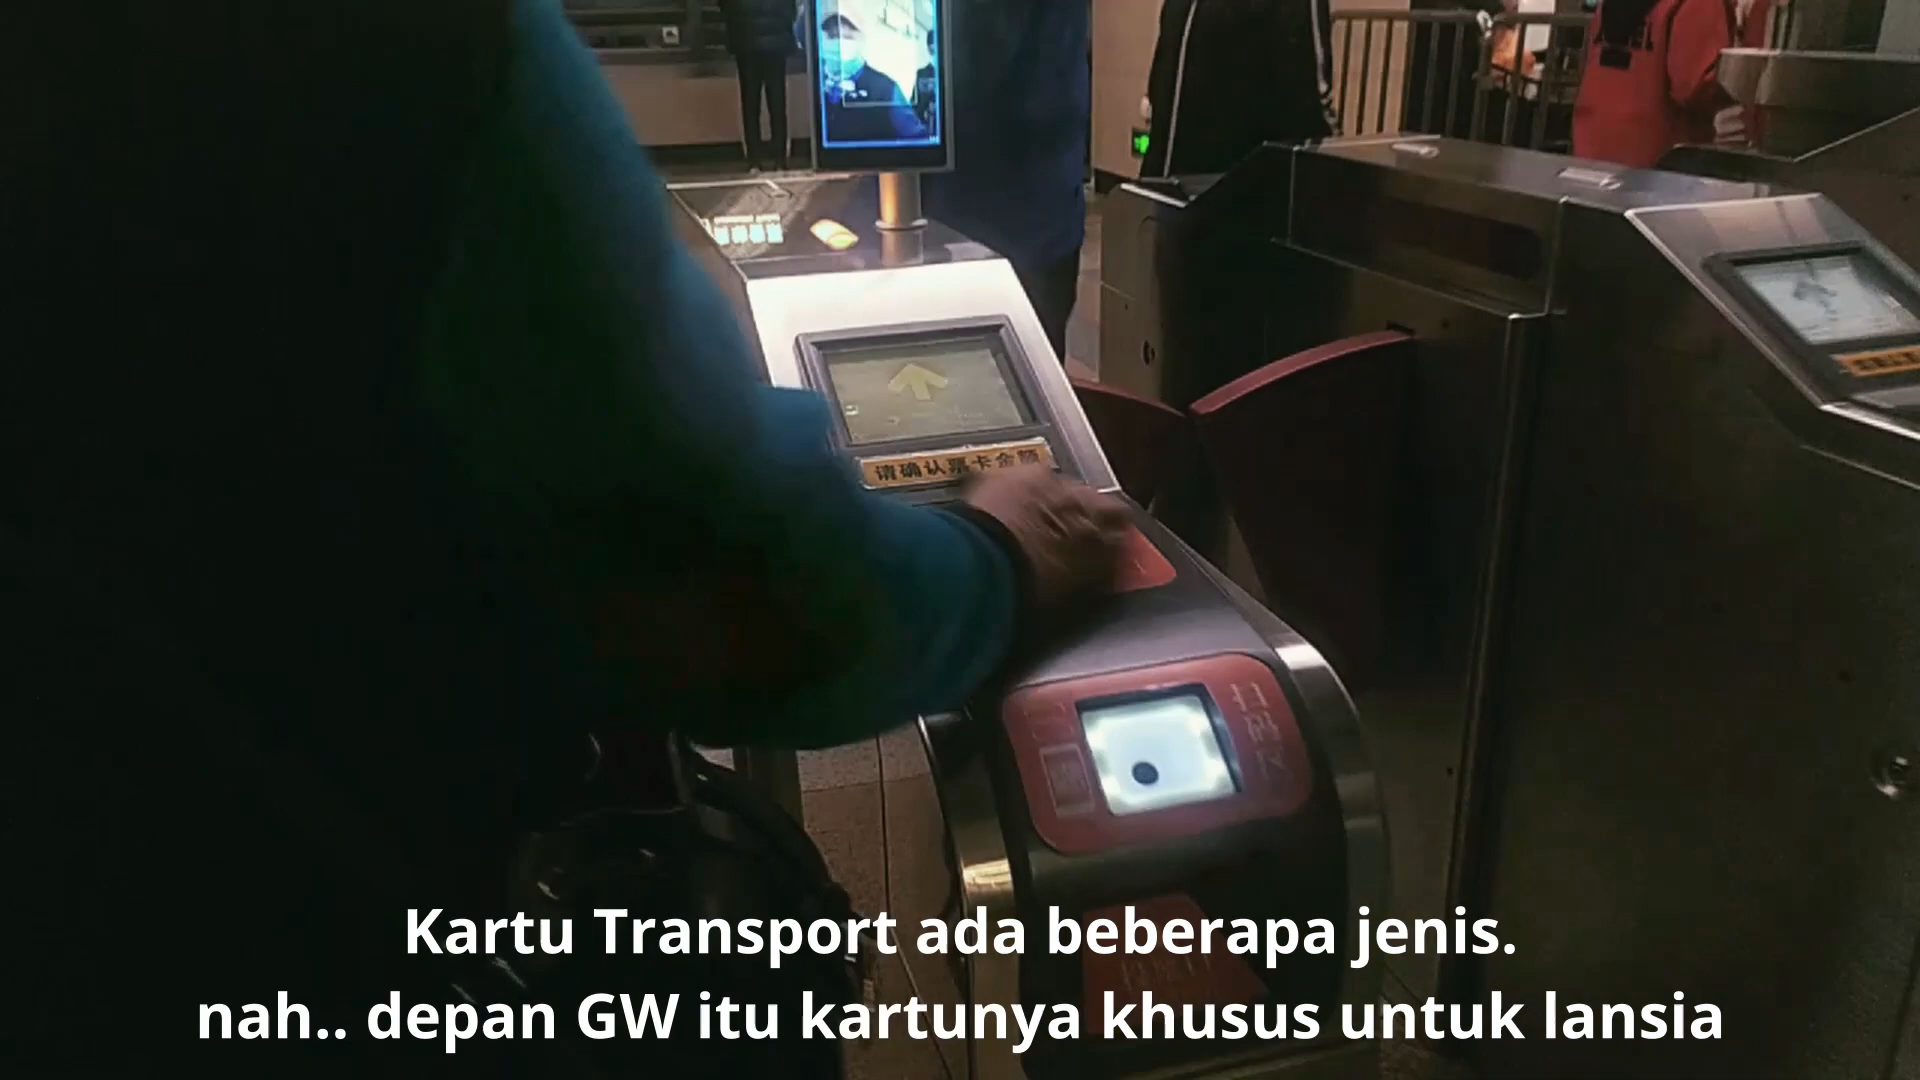 请确认票卡金额
Kartu Transport ada beberapa jenis.
nah.. depan GW itu kartunya khusus untuk lansia